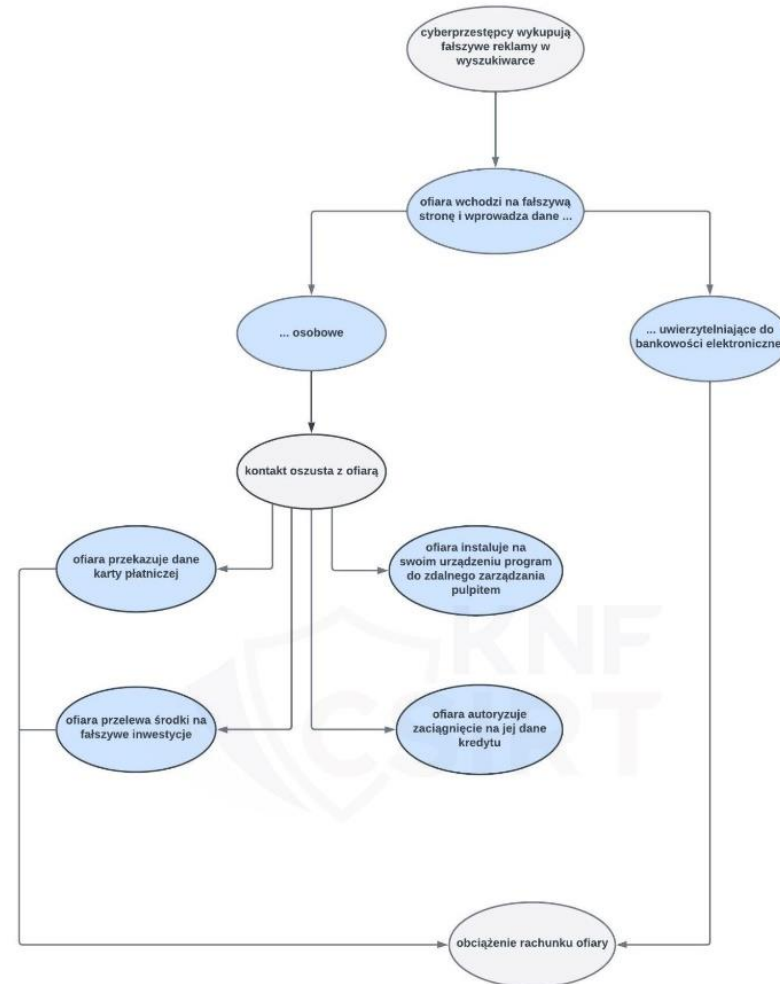 cyberprzestępcy wykupują
fałszywe reklamy w
wyszukiwarce
ofiara wchodzi na fałszywą
stronę i wprowadza dane ...
... osobowe
... uwierzytelniające do
bankowości elektronicznej
kontakt oszusta z ofiarą
ofiara przekazuje dane
karty płatniczej
ofiara instaluje na
swoim urządzeniu program
do zdalnego zarządzania
pulpitem
KNF
CSIRT
ofiara przelewa środki na
fałszywe inwestycje
ofiara autoryzuje
zaciągnięcie na jej dane
kredytu
obciążenie rachunku ofiary